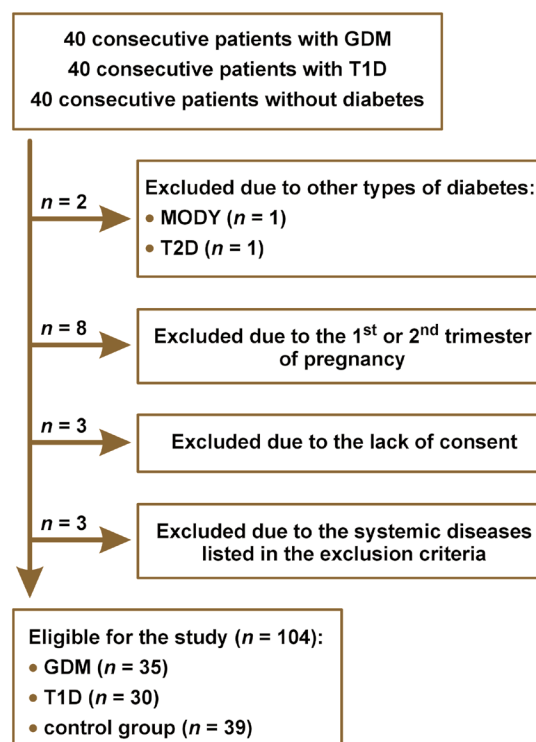 40 consecutive patients with GDM
40 consecutive patients with T1D
40 consecutive patients without diabetes
n = 2
Excluded due to other types of diabetes:
• MODY (n = 1)
• T2D (n = 1)
n = 8
Excluded due to the 1st or 2nd trimester
of pregnancy
n = 3
Excluded due to the lack of consent
n = 3
Excluded due to the systemic diseases
listed in the exclusion criteria
Eligible for the study (n = 104):
• GDM (n = 35)
• T1D (n = 30)
• control group (n = 39)